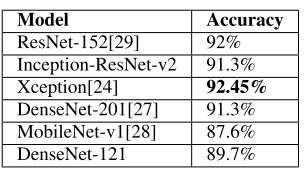 Model Accuracy
ResNet-152[29] 92%
Inception-ResNet-v2 91.3%
Xception[24] 92.45%
DenseNet-201[27] 91.3%
MobileNet-v1[28] 87.6%
DenseNet-121 89.7%